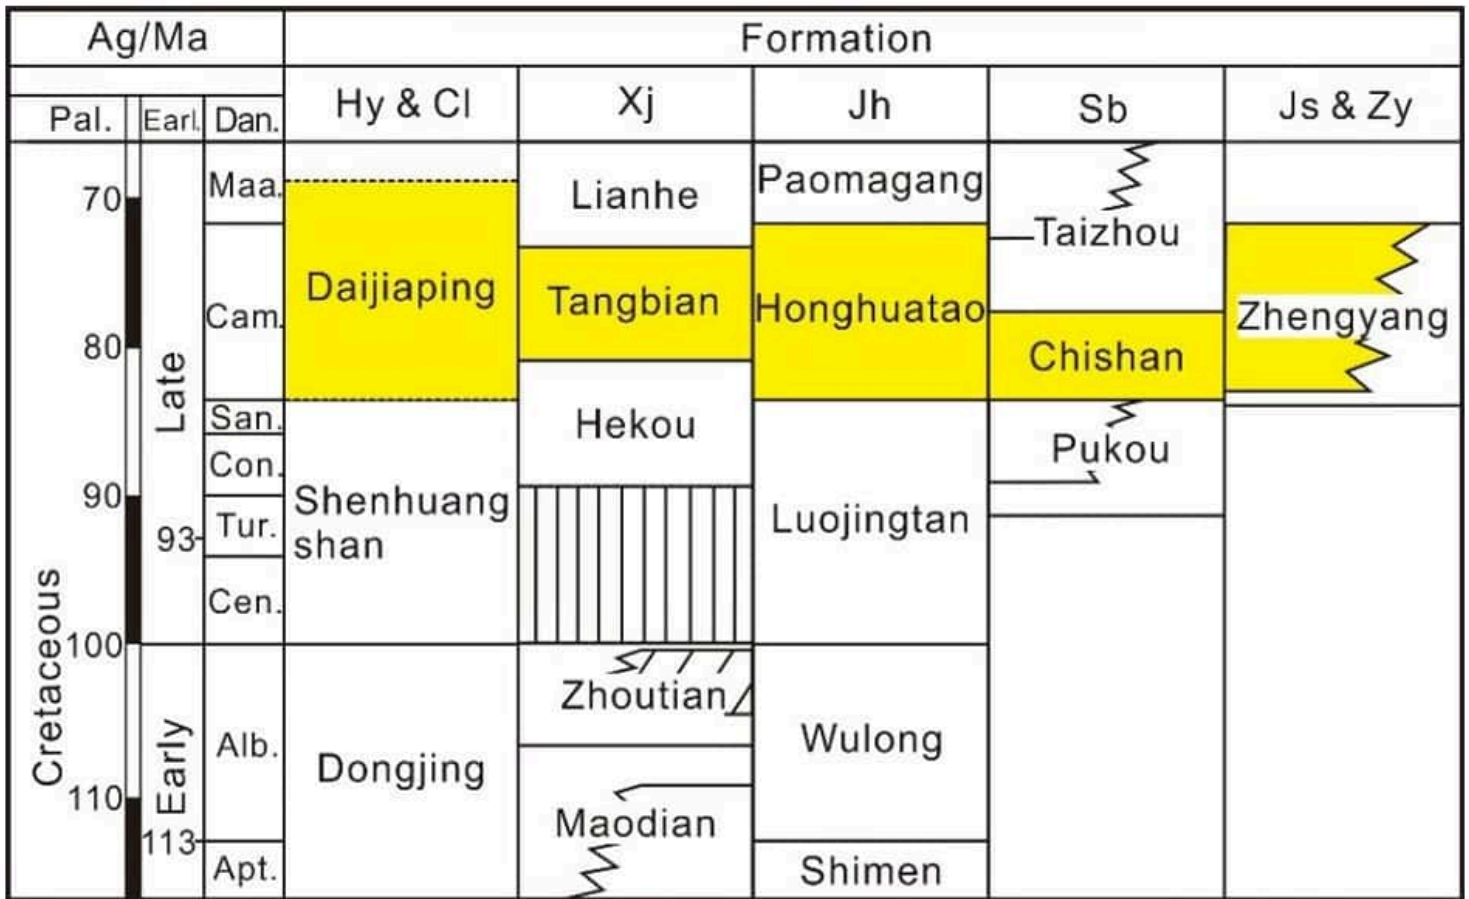 Ag/Ma
Formation
Pal.
Earl.
Dan.
Hy & Cl
Xj
Jh
Sb
Js & Zy
Cretaceous
70
80
90
100
110
Late
93
Early
113
Maa.
Cam.
San.
Con.
Tur.
Cen.
Alb.
Apt.
Daijiaping
Shenhuang
shan
Dongjing
Lianhe
Tangbian
Hekou
Zhoutian
Maodian
Paomagang
Honghuatao
Luojingtan
Wulong
Shimen
Taizhou
Chishan
Pukou
Zhengyang